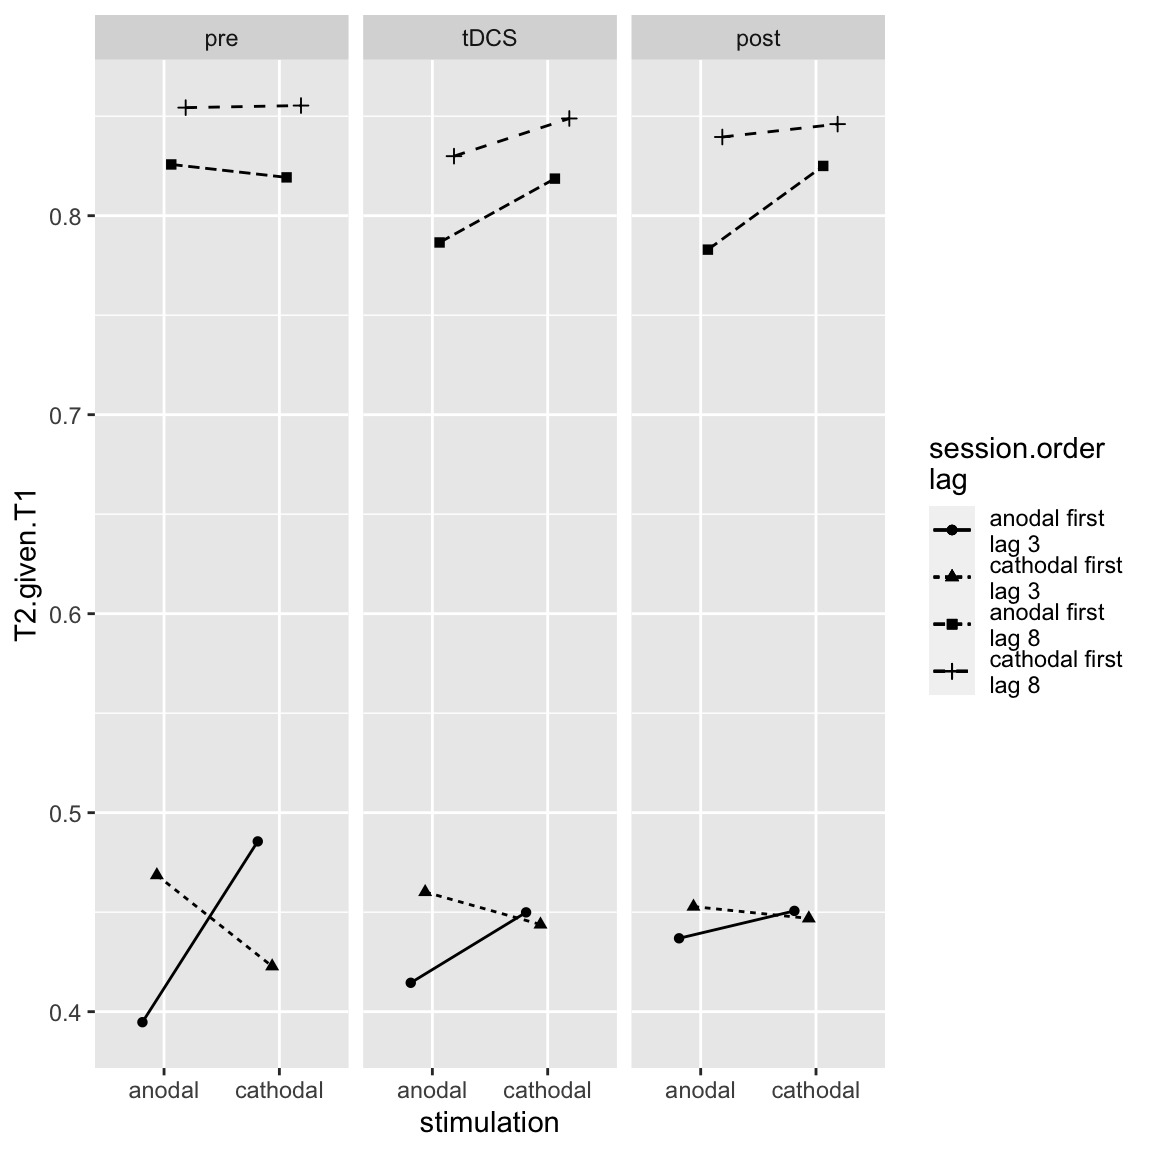 pre
tDCS
post
0.8
0.7
0.6
0.5
0.4
T2.given.T1
anodal
cathodal
anodal
cathodal
anodal
cathodal
stimulation
session.order
lag
anodal first
lag 3
cathodal first
lag 3
anodal first
lag 8
cathodal first
lag 8